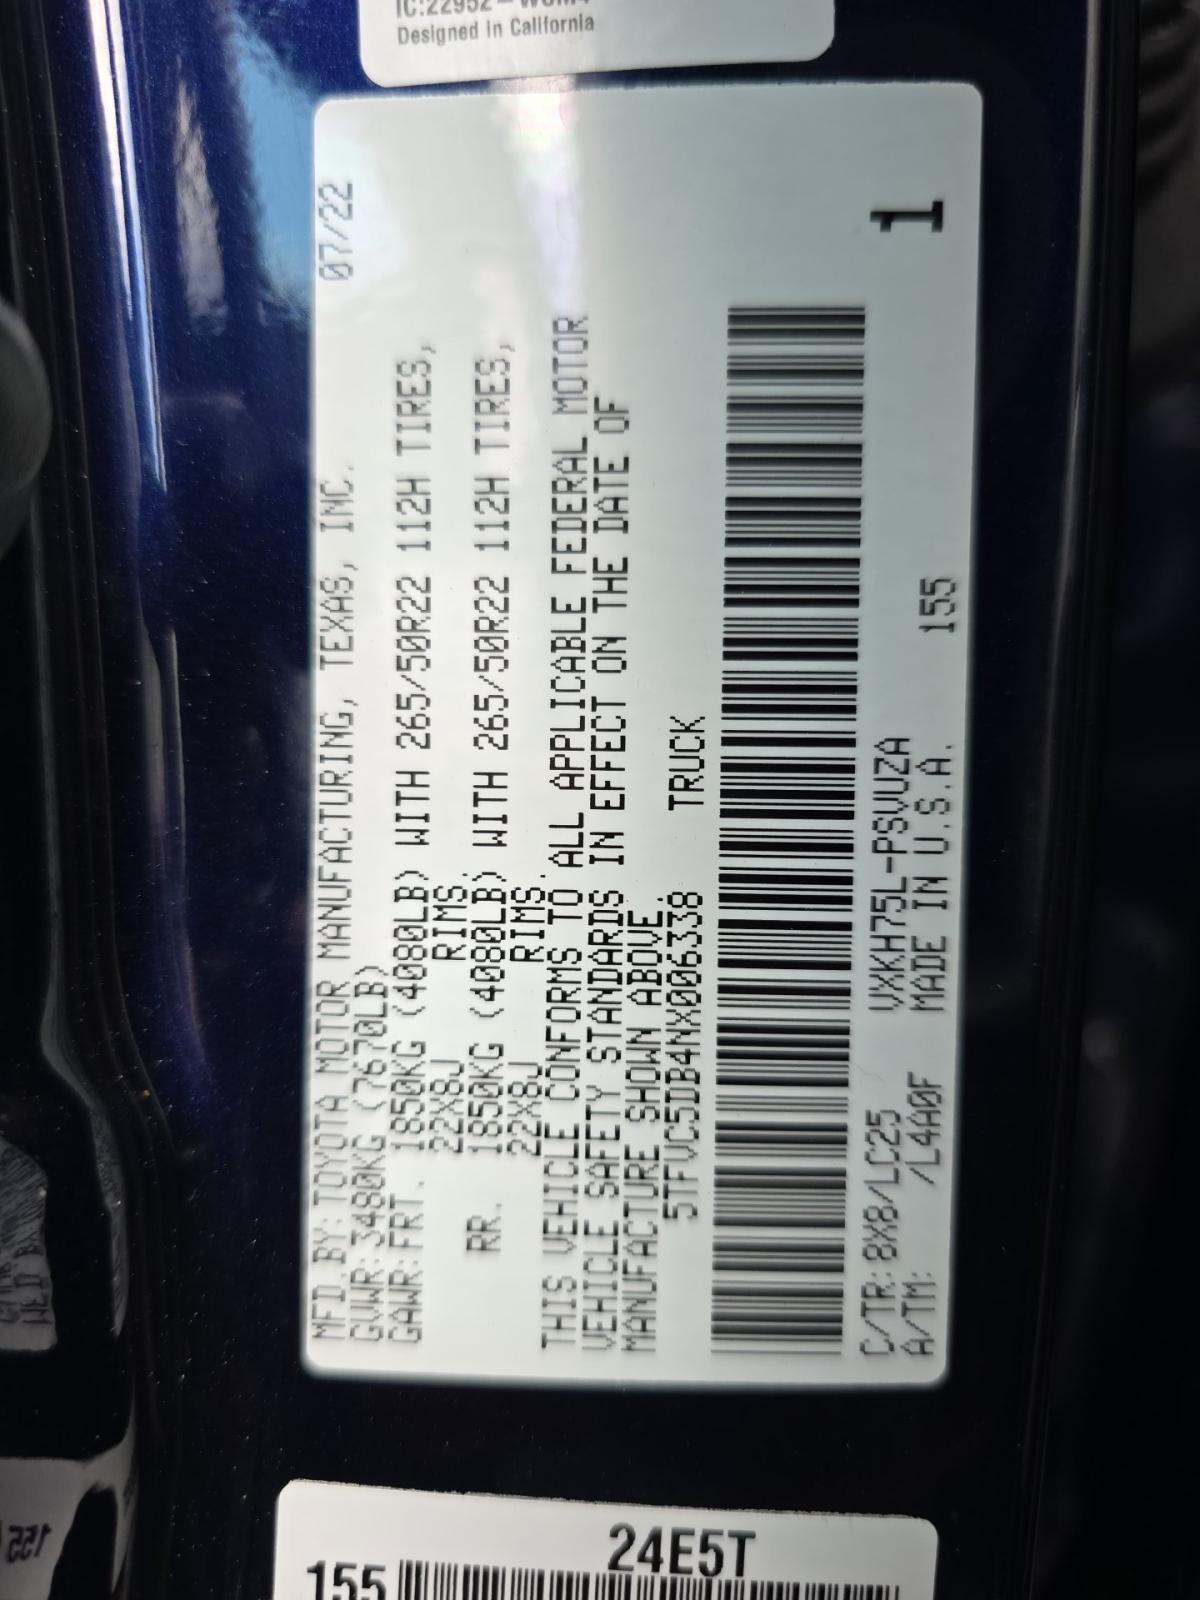 Designed in California
07/22
MFD.BY:TOYOTA MOTOR MANUFACTURING, TEXAS, INC.
GVWR:3480KG (7670LB)
GAWR:FRT. 1850KG (4080LB) WITH 265/50R22 112H TIRES,
22X8J RIMS.
RR. 1850KG (4080LB) WITH 265/50R22 112H TIRES,
22X8J RIMS.
THIS VEHICLE CONFORMS TO ALL APPLICABLE FEDERAL MOTOR
VEHICLE SAFETY STANDARDS IN EFFECT ON THE DATE OF
MANUFACTURE SHOWN ABOVE.
5TFVC5DB4NX006338 TRUCK
1
C/TR:8X8/LC25 VXKH75L-PSVUZA
A/TM: /L4A0F MADE IN U.S.A. 155
24E5T
155